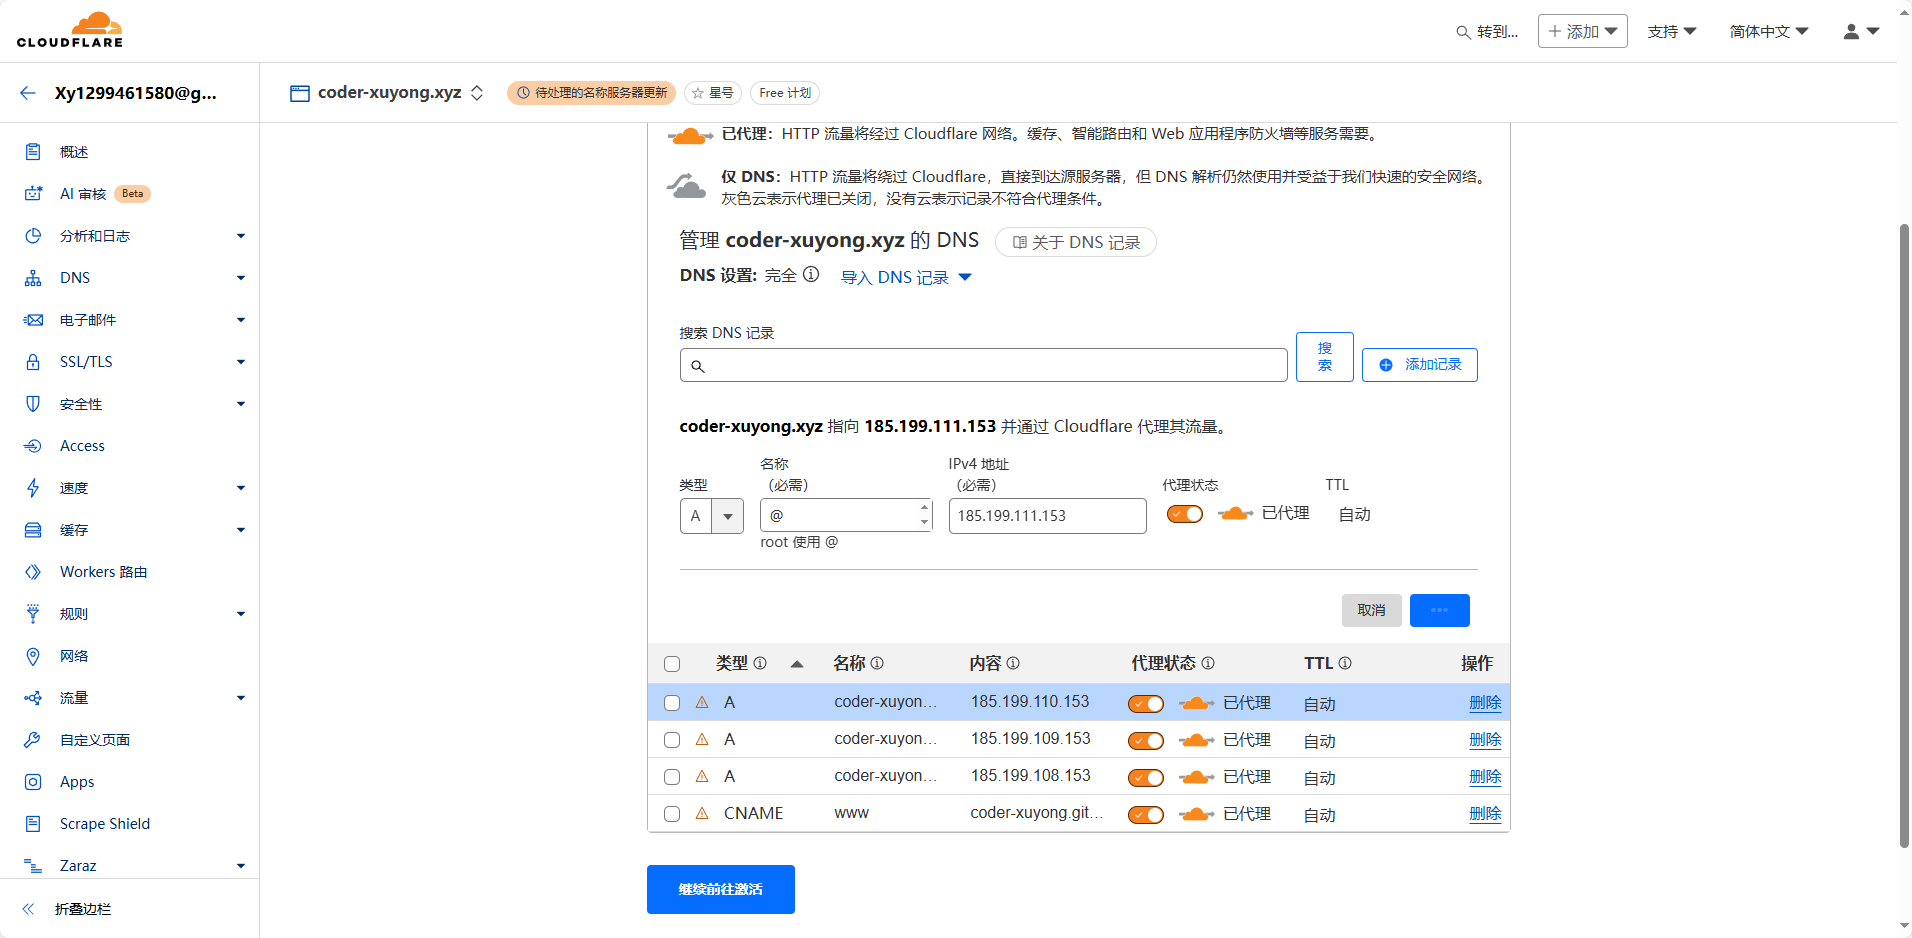 CLOUDFLARE
转到...
添加
支持
简体中文
Xy1299461580@g...
coder-xuyong.xyz
待处理的名称服务器更新
星号
Free 计划
概述
AI 审核 Beta
分析和日志
DNS
电子邮件
SSL/TLS
安全性
Access
速度
缓存
Workers 路由
规则
网络
流量
自定义页面
Apps
Scrape Shield
Zaraz
折叠边栏
已代理：HTTP 流量将经过 Cloudflare 网络。缓存、智能路由和 Web 应用程序防火墙等服务需要。
仅 DNS：HTTP 流量将绕过 Cloudflare，直接到达源服务器，但 DNS 解析仍然使用并受益于我们快速的安全网络。
灰色云表示代理已关闭，没有云表示记录不符合代理条件。
管理 coder-xuyong.xyz 的 DNS
关于 DNS 记录
DNS 设置: 完全
导入 DNS 记录
搜索 DNS 记录
搜
索
添加记录
coder-xuyong.xyz 指向 185.199.111.153 并通过 Cloudflare 代理其流量。
类型
名称
（必需）
IPv4 地址
（必需）
代理状态
TTL
A
@
185.199.111.153
已代理
自动
root 使用 @
取消
类型 名称 内容 代理状态 TTL 操作
A coder-xuyon... 185.199.110.153 已代理 自动 删除
A coder-xuyon... 185.199.109.153 已代理 自动 删除
A coder-xuyon... 185.199.108.153 已代理 自动 删除
CNAME www coder-xuyong.git... 已代理 自动 删除
继续前往激活